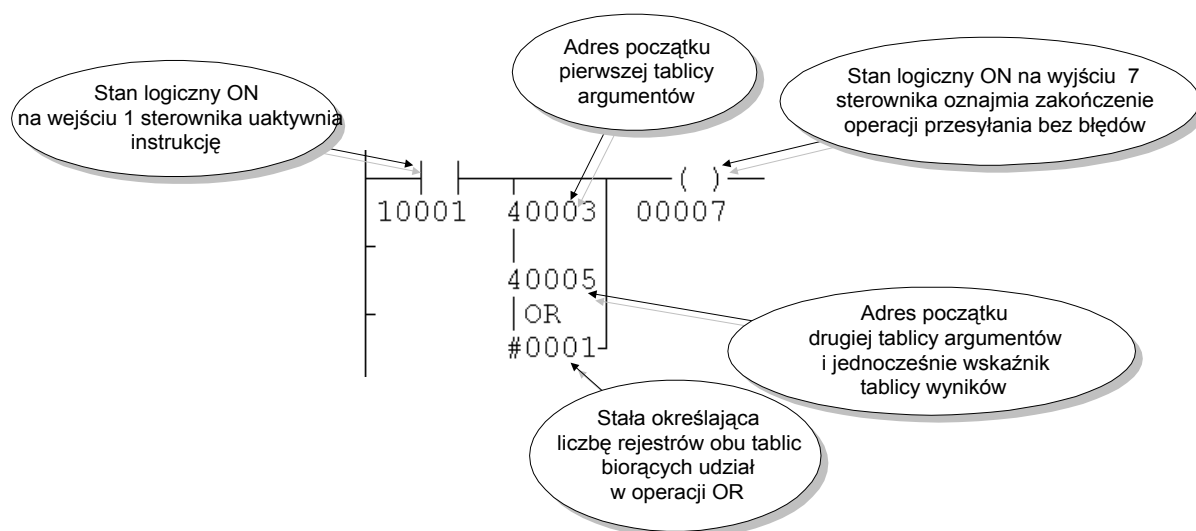 Adres początku
pierwszej tablicy
argumentów
Stan logiczny ON
na wejściu 1 sterownika uaktywnia
instrukcję
Stan logiczny ON na wyjściu 7
sterownika oznajmia zakończenie
operacji przesyłania bez błędów
( )
10001 40003 00007
40005
OR
#0001
Adres początku
drugiej tablicy argumentów
i jednocześnie wskaźnik
tablicy wyników
Stała określająca
liczbę rejestrów obu tablic
biorących udział
w operacji OR